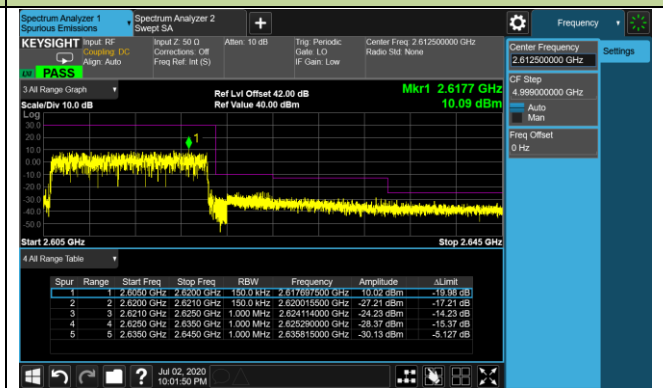 Spectrum Analyzer 1
Spurious Emissions
Spectrum Analyzer 2
Swept SA
+
Frequency
KEYSIGHT
Input: RF
Coupling: DC
Align: Auto
Input Z: 50 Ω
Corrections: Off
Freq Ref: Int (S)
Atten: 10 dB
Trig: Periodic
Gate: LO
IF Gain: Low
Center Freq: 2.612500000 GHz
Radio Std: None
PASS
Center Frequency
2.612500000 GHz
Settings
CF Step
4.999000000 GHz
Auto
Man
Freq Offset
0 Hz
3 All Range Graph
Scale/Div 10.0 dB
Ref Lvl Offset 42.00 dB
Ref Value 40.00 dBm
Mkr1 2.6177 GHz
10.09 dBm
Log
30.0
20.0
10.0
0.00
-10.0
-20.0
-30.0
-40.0
-50.0
1
Start 2.605 GHz
Stop 2.645 GHz
4 All Range Table
Spur Range Start Freq Stop Freq RBW Frequency Amplitude ΔLimit
1 1 2.6050 GHz 2.6200 GHz 150.0 kHz 2.617697500 GHz 10.02 dBm -19.98 dB
2 2 2.6200 GHz 2.6210 GHz 150.0 kHz 2.620015500 GHz -27.21 dBm -17.21 dB
3 3 2.6210 GHz 2.6250 GHz 1.000 MHz 2.624114000 GHz -24.23 dBm -14.23 dB
4 4 2.6250 GHz 2.6350 GHz 1.000 MHz 2.625290000 GHz -28.37 dBm -15.37 dB
5 5 2.6350 GHz 2.6450 GHz 1.000 MHz 2.635815000 GHz -30.13 dBm -5.127 dB
?
Jul 02, 2020
10:01:50 PM